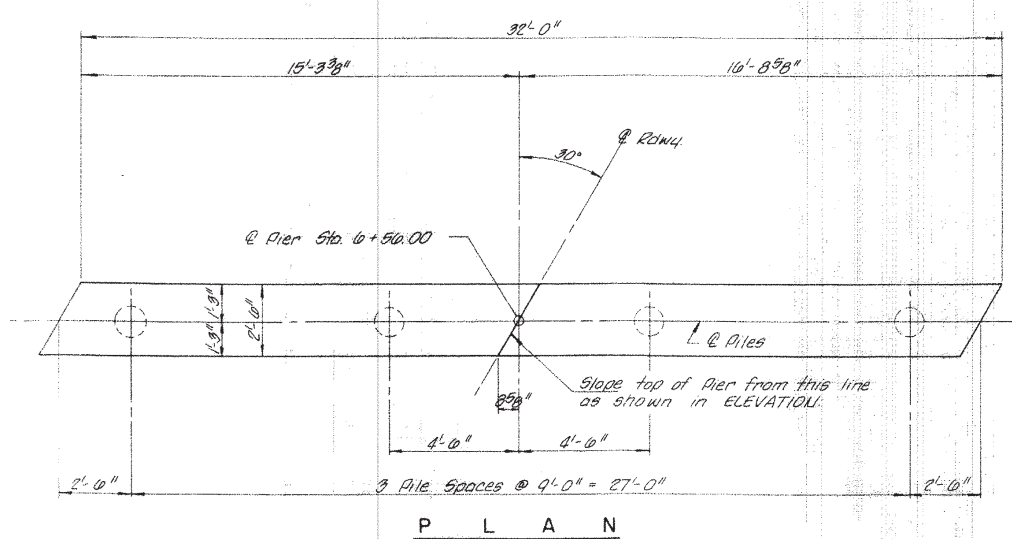 32'-0"
15'-3⅜" 16'-8⅝"
℄ Rdwy.
30°
℄ Pier Sta. 6+56.00
1'-3" 1'-3" 2'-6"
℄ Piles
Slope top of Pier from this line
as shown in ELEVATION.
8⅝"
4'-6" 4'-6"
2'-6" 3 Pile Spaces @ 9'-0" = 27'-0" 2'-6"
PLAN